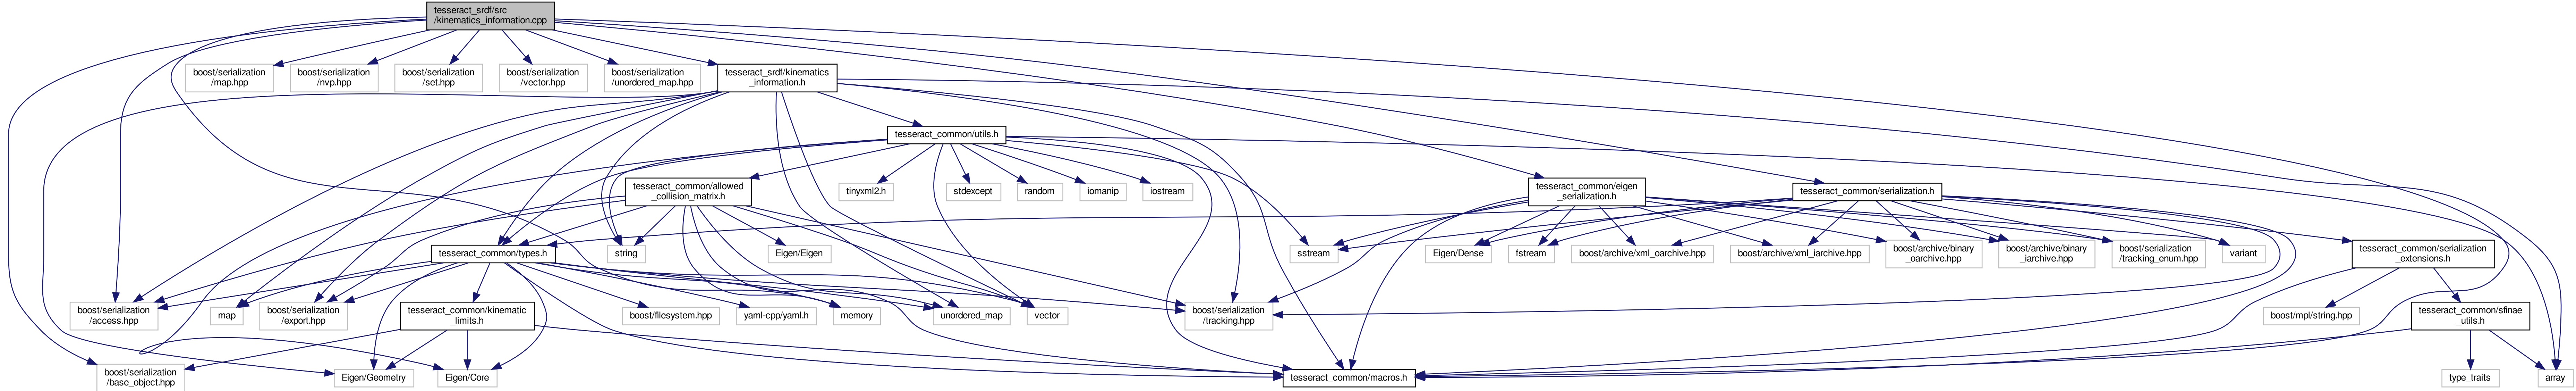 tesseract_srdf/src
/kinematics_information.cpp
boost/serialization
/map.hpp
boost/serialization
/nvp.hpp
boost/serialization
/set.hpp
boost/serialization
/vector.hpp
boost/serialization
/unordered_map.hpp
tesseract_srdf/kinematics
_information.h
tesseract_common/utils.h
tesseract_common/allowed
_collision_matrix.h
tinyxml2.h
stdexcept
random
iomanip
iostream
tesseract_common/eigen
_serialization.h
tesseract_common/serialization.h
tesseract_common/types.h
string
Eigen/Eigen
sstream
Eigen/Dense
fstream
boost/archive/xml_oarchive.hpp
boost/archive/xml_iarchive.hpp
boost/archive/binary
_oarchive.hpp
boost/archive/binary
_iarchive.hpp
boost/serialization
/tracking_enum.hpp
variant
tesseract_common/serialization
_extensions.h
boost/serialization
/access.hpp
map
boost/serialization
/export.hpp
tesseract_common/kinematic
_limits.h
boost/filesystem.hpp
yaml-cpp/yaml.h
memory
unordered_map
vector
boost/serialization
/tracking.hpp
boost/mpl/string.hpp
tesseract_common/sfinae
_utils.h
boost/serialization
/base_object.hpp
Eigen/Geometry
Eigen/Core
tesseract_common/macros.h
type_traits
array